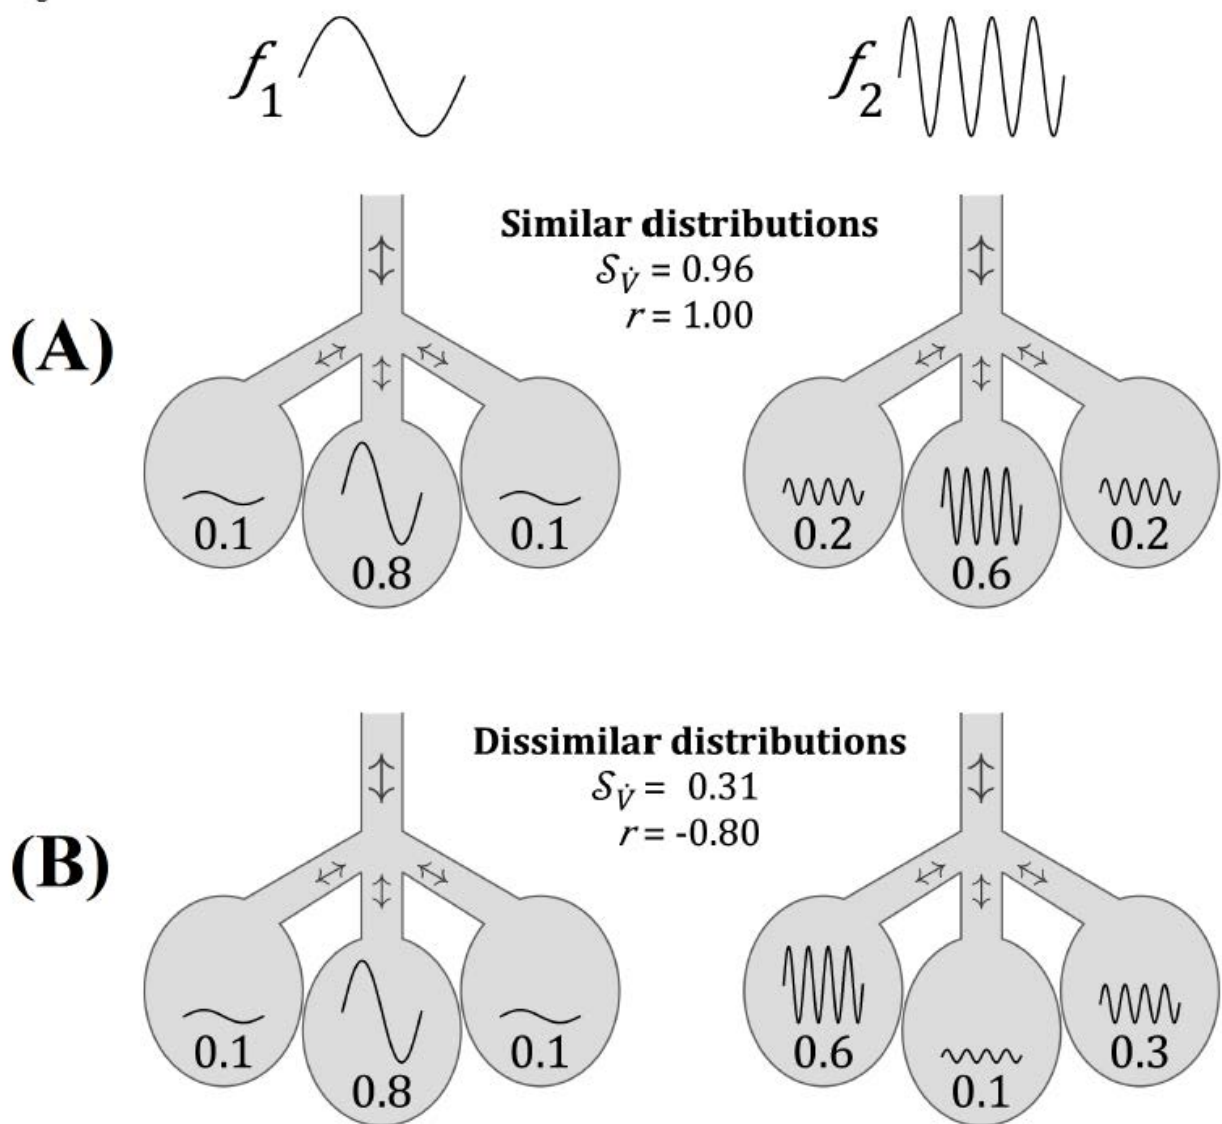 f1 f2
Similar distributions
𝒮V̇ = 0.96
r = 1.00
(A)
0.1 0.8 0.1 0.2 0.6 0.2
Dissimilar distributions
𝒮V̇ = 0.31
r = -0.80
(B)
0.1 0.8 0.1 0.6 0.1 0.3